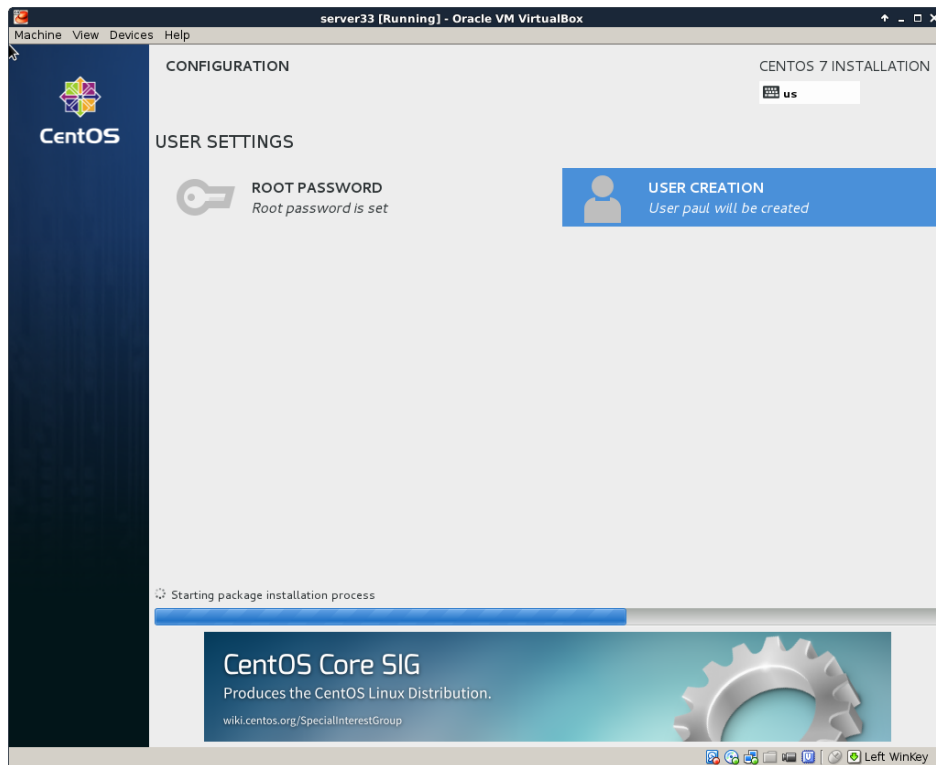 server33 [Running] - Oracle VM VirtualBox
Machine View Devices Help
CONFIGURATION
CENTOS 7 INSTALLATION
us
CentOS
USER SETTINGS
ROOT PASSWORD
Root password is set
USER CREATION
User paul will be created
Starting package installation process
CentOS Core SIG
Produces the CentOS Linux Distribution.
wiki.centos.org/SpecialInterestGroup
Left WinKey